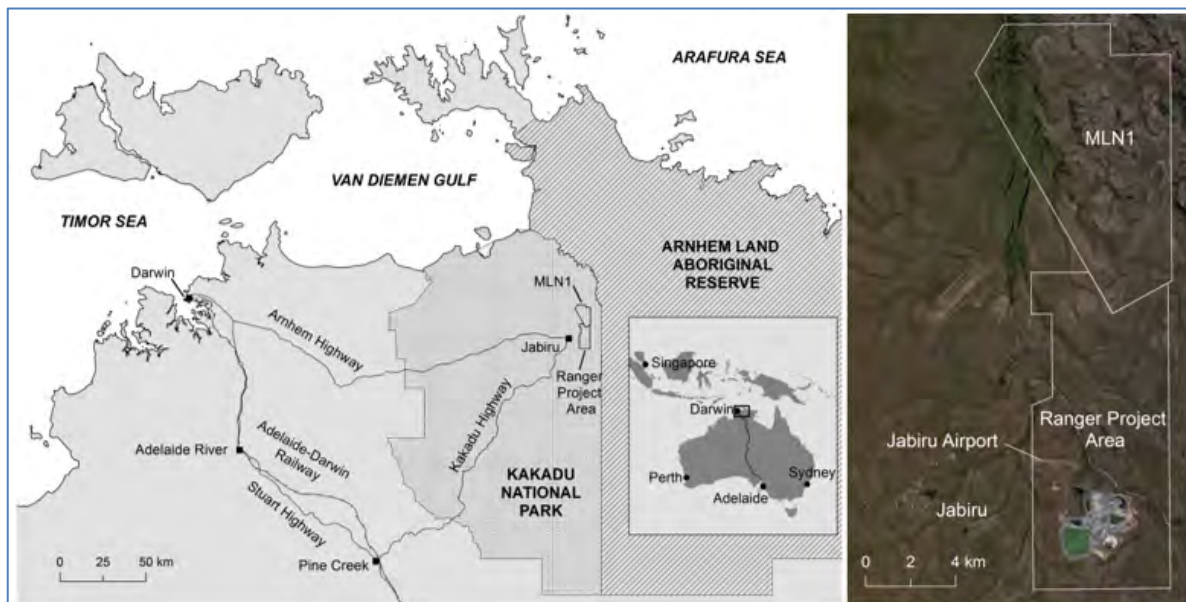 ARAFURA SEA
VAN DIEMEN GULF
TIMOR SEA
Darwin
ARNHEM LAND
ABORIGINAL
RESERVE
MLN1
Arnhem Highway
Jabiru
Ranger
Project
Area
Kakadu Highway
Adelaide River
Adelaide-Darwin
Railway
Stuart Highway
KAKADU
NATIONAL
PARK
Pine Creek
0 25 50 km
Singapore
Darwin
Perth
Sydney
Adelaide
MLN1
Ranger Project
Area
Jabiru Airport
Jabiru
0 2 4 km